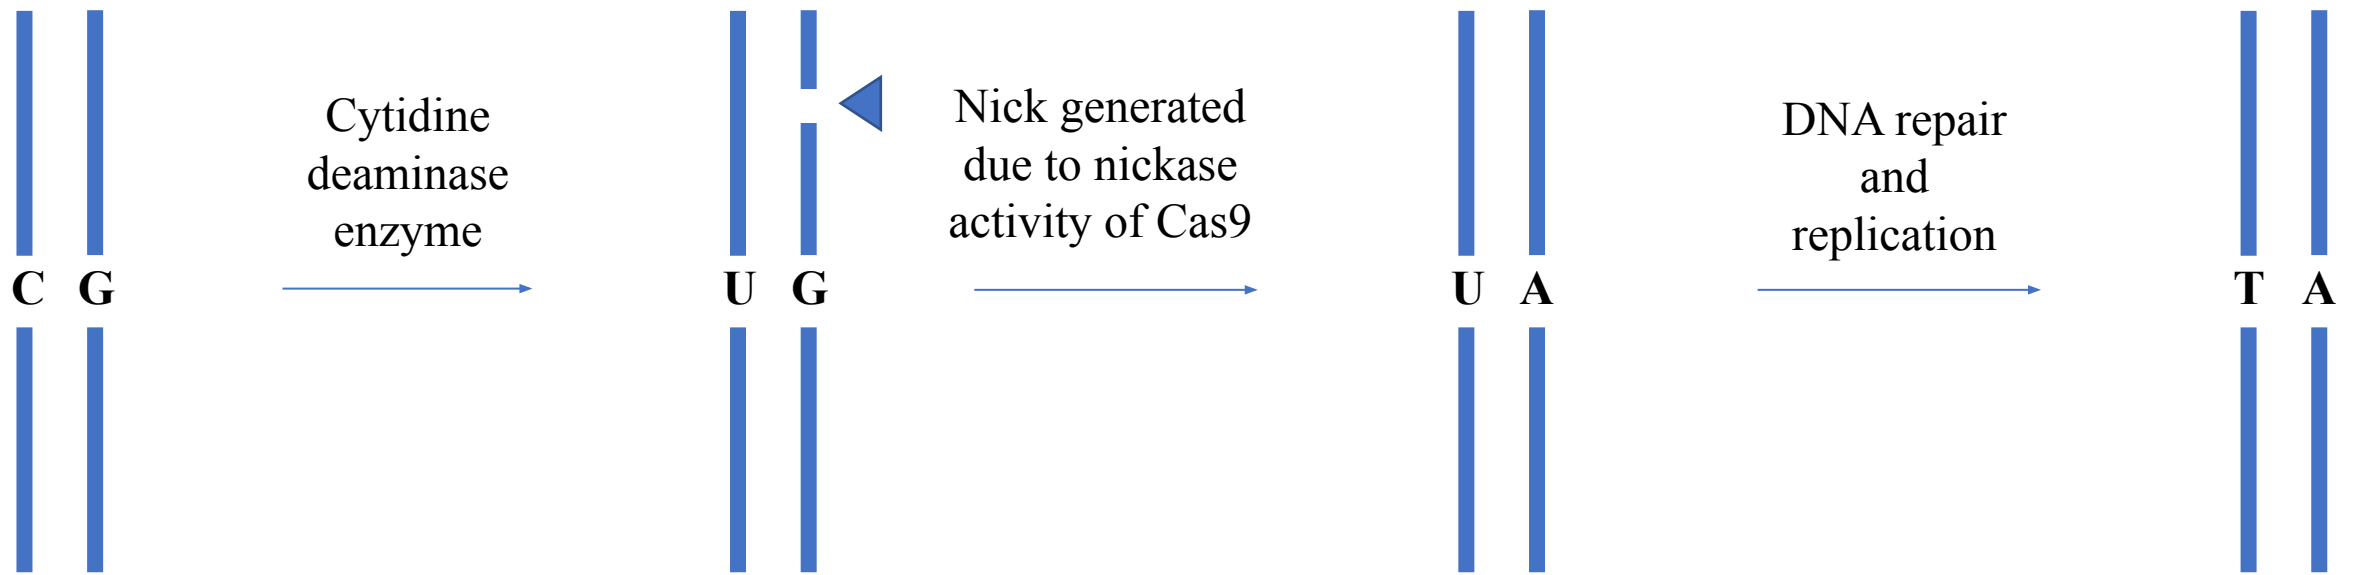 Cytidine
deaminase
enzyme
Nick generated
due to nickase
activity of Cas9
DNA repair
and
replication
C G
U G
U A
T A